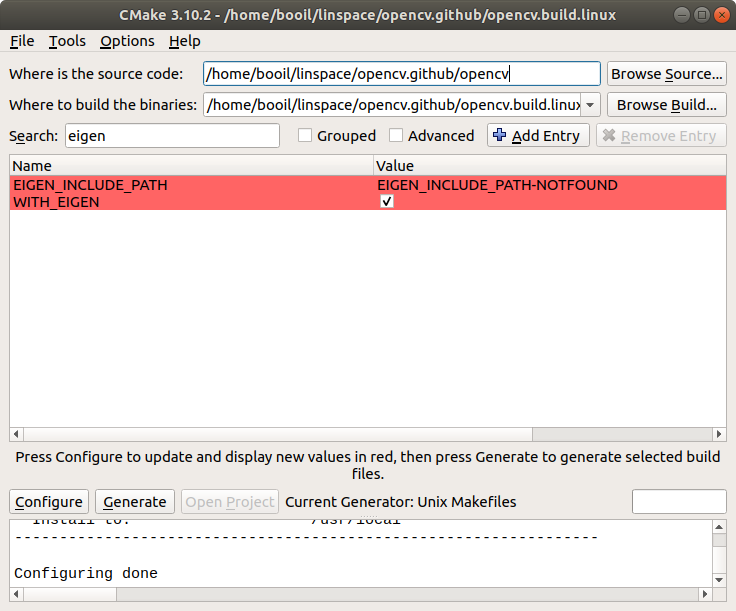 CMake 3.10.2 - /home/booil/linspace/opencv.github/opencv.build.linux
File Tools Options Help
Where is the source code: /home/booil/linspace/opencv.github/opencv Browse Source...
Where to build the binaries: /home/booil/linspace/opencv.github/opencv.build.linux Browse Build...
Search: eigen Grouped Advanced Add Entry Remove Entry
Name Value
EIGEN_INCLUDE_PATH EIGEN_INCLUDE_PATH-NOTFOUND
WITH_EIGEN
Press Configure to update and display new values in red, then press Generate to generate selected build
files.
Configure Generate Open Project Current Generator: Unix Makefiles
Install to: /usr/local
-----------------------------------------------------------------
Configuring done